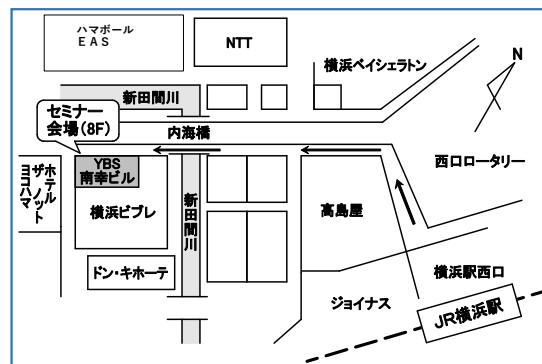 ハマボール
EAS
NTT
横浜ベイシェラトン
N
新田間川
セミナー
会場(8F)
内海橋
西口ロータリー
YBS
南幸ビル
ホテル
ザ ノット
ヨコハマ
横浜ビブレ
新田間川
高島屋
ドン・キホーテ
横浜駅西口
ジョイナス
JR横浜駅